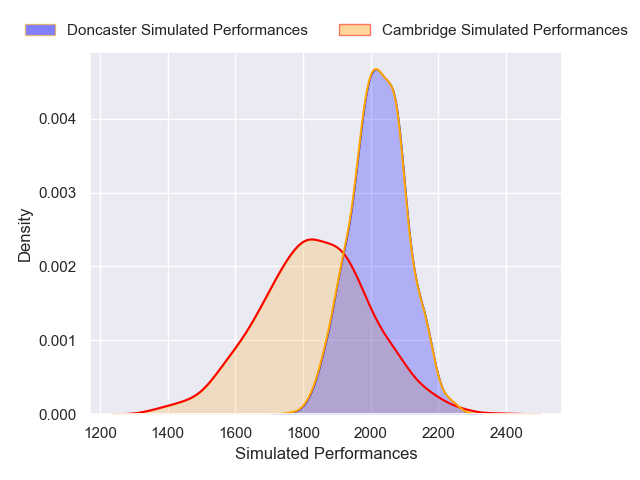 Doncaster Simulated Performances Cambridge Simulated Performances
0.004
0.003
0.002
0.001
0.000
Density
1200 1400 1600 1800 2000 2200 2400
Simulated Performances